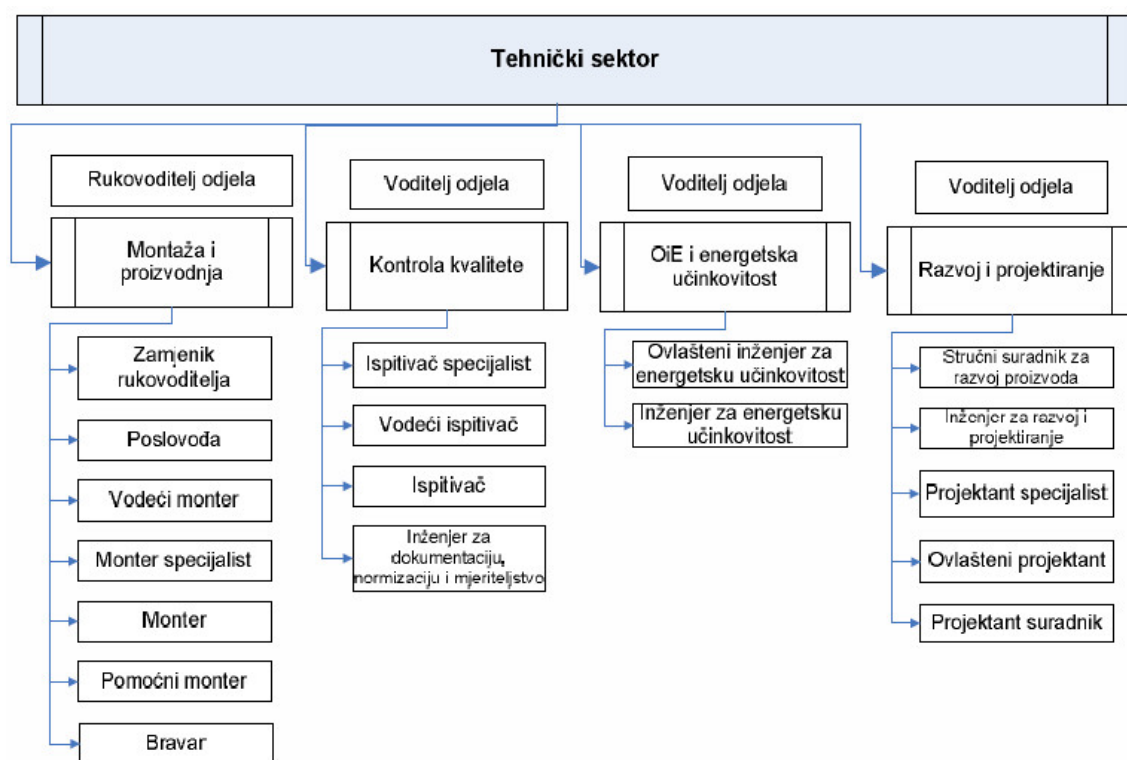 Tehnički sektor
Rukovoditelj odjela
Montaža i
proizvodnja
Zamjenik
rukovoditelja
Poslovođa
Vodeći monter
Monter specijalist
Monter
Pomoćni monter
Bravar
Voditelj odjela
Kontrola kvalitete
Ispitivač specijalist
Vodeći ispitivač
Ispitivač
Inženjer za
dokumentaciju,
normizaciju i mjeriteljstvo
Voditelj odjela
OiE i energetska
učinkovitost
Ovlašteni inženjer za
energetsku učinkovitost
Inženjer za energetsku
učinkovitost
Voditelj odjela
Razvoj i projektiranje
Stručni suradnik za
razvoj proizvoda
Inženjer za razvoj i
projektiranje
Projektant specijalist
Ovlašteni projektant
Projektant suradnik